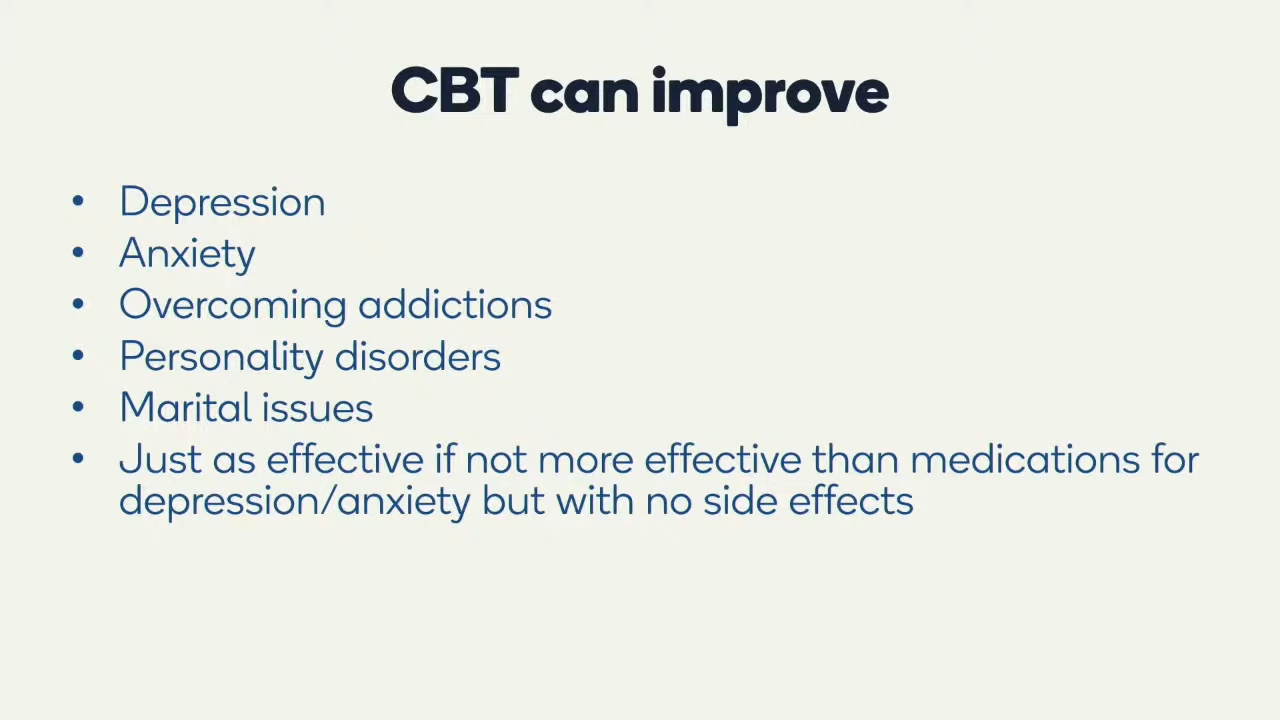 CBT can improve
• Depression
• Anxiety
• Overcoming addictions
• Personality disorders
• Marital issues
• Just as effective if not more effective than medications for
depression/anxiety but with no side effects